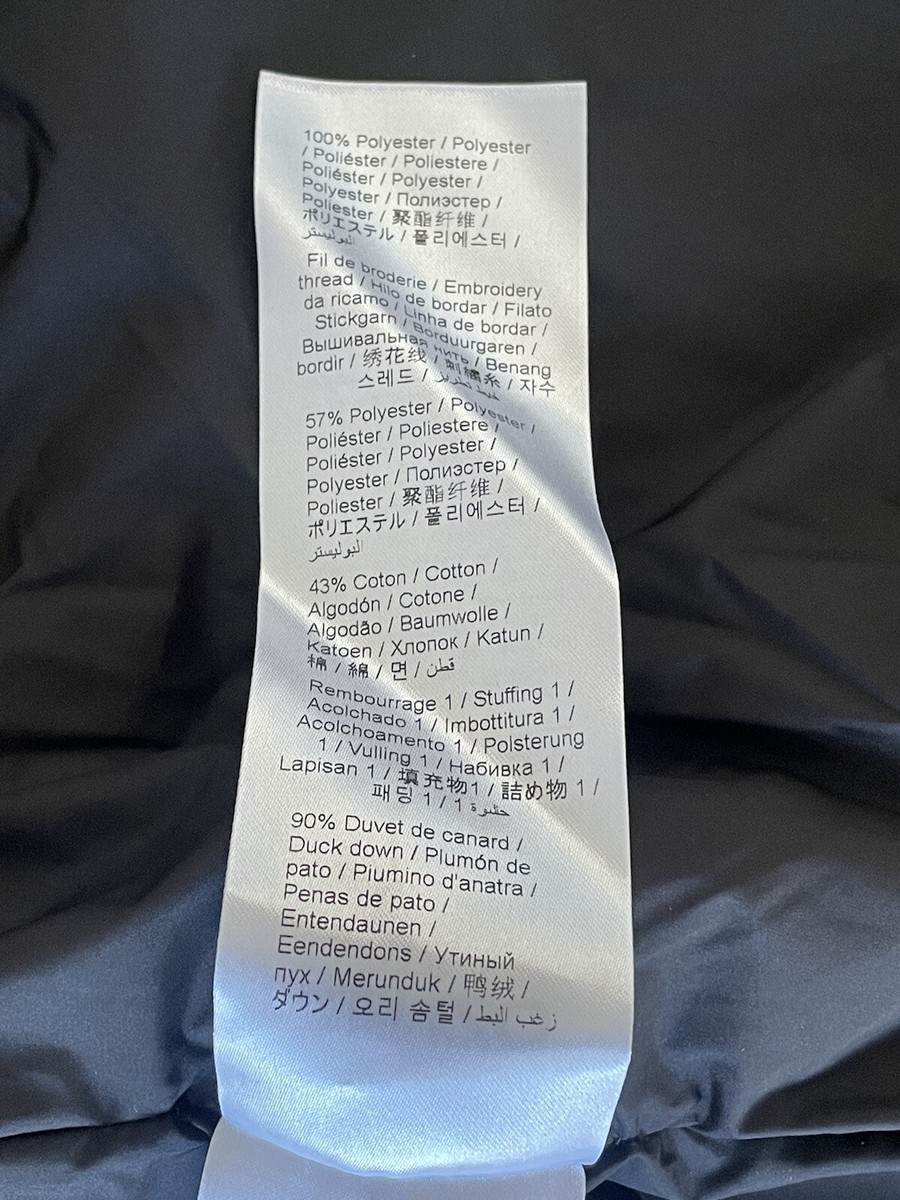 100% Polyester / Polyester
/ Poliéster / Poliestere /
Poliéster / Polyester /
Polyester / Полиэстер /
Poliester / 聚酯纤维 /
ポリエステル / 폴리에스터 /
البوليستر
Fil de broderie / Embroidery
thread / Hilo de bordar / Filato
da ricamo / Linha de bordar /
Stickgarn / Borduurgaren /
Вышивальная нить / Benang
bordir / 绣花线 / 刺繍糸 / 자수
스레드 / خيط تطريز
57% Polyester / Polyester /
Poliéster / Poliestere /
Poliéster / Polyester /
Polyester / Полиэстер /
Poliester / 聚酯纤维 /
ポリエステル / 폴리에스터 /
البوليستر
43% Coton / Cotton /
Algodón / Cotone /
Algodão / Baumwolle /
Katoen / Хлопок / Katun /
棉 / 綿 / 면 / قطن
Rembourrage 1 / Stuffing 1 /
Acolchado 1 / Imbottitura 1 /
Acolchoamento 1 / Polsterung
1 / Vulling 1 / Набивка 1 /
Lapisan 1 / 填充物1 / 詰め物 1 /
패딩 1 / 1 حشوة
90% Duvet de canard /
Duck down / Plumón de
pato / Piumino d'anatra /
Penas de pato /
Entendaunen /
Eendendons / Утиный
пух / Merunduk / 鸭绒 /
ダウン / 오리 솜털 / زغب البط